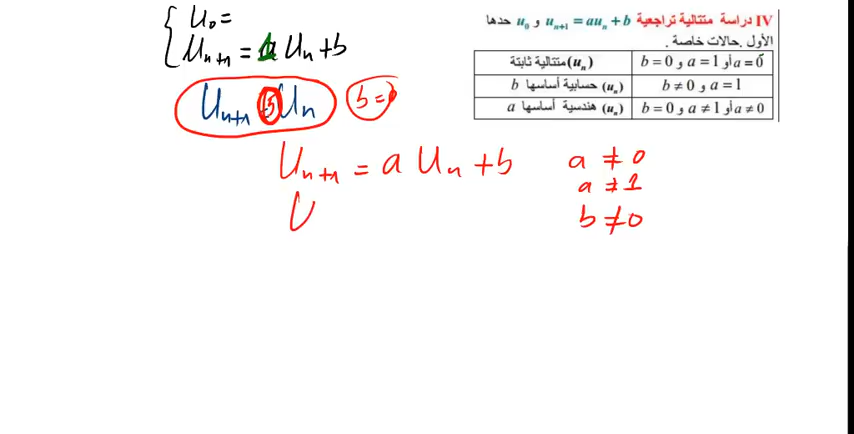 u₀=
uₙ₊₁ = a uₙ + b
Uₙ₊₁ = Uₙ
b = 0
Uₙ₊₁ = a Uₙ + b
a ≠ 0
a ≠ 1
U
b ≠ 0
IV دراسة متتالية تراجعية uₙ₊₁ = auₙ + b و u₀ حدها
الأول .حالات خاصة .
a = 0 أو a = 1 و b = 0 (uₙ) متتالية ثابتة
a = 1 و b ≠ 0 (uₙ) حسابية أساسها b
a ≠ 0 أو a ≠ 1 و b = 0 (uₙ) هندسية أساسها a